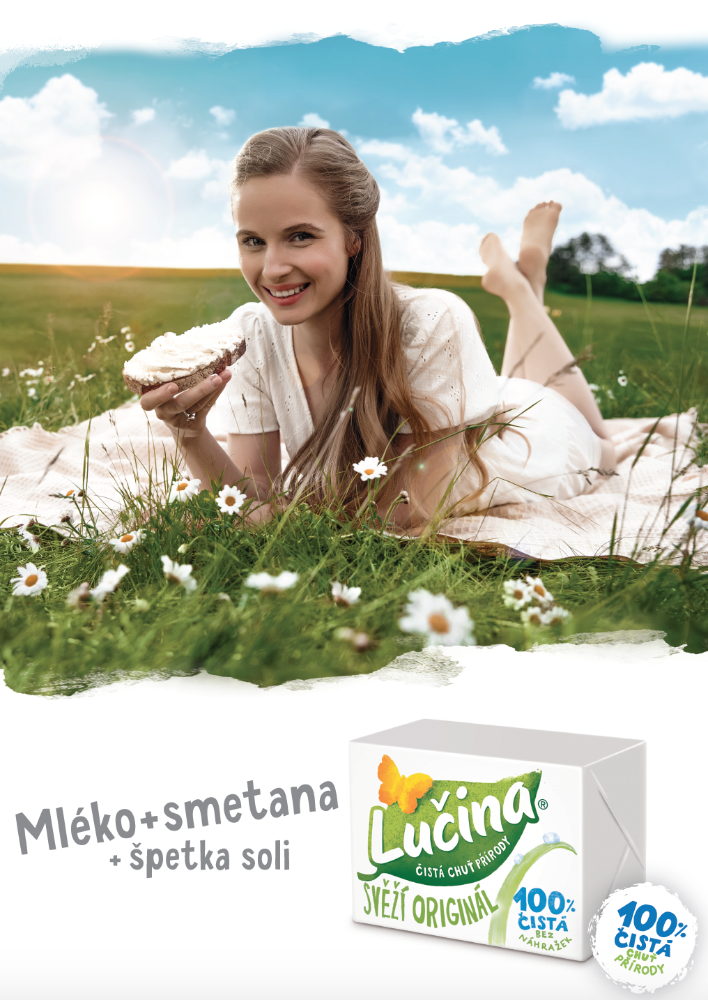 Mléko+smetana
+ špetka soli
Lučina®
ČISTÁ CHUŤ PŘÍRODY
SVĚŽÍ ORIGINÁL
100%
ČISTÁ
BEZ
NÁHRAŽEK
100%
ČISTÁ
CHUŤ
PŘÍRODY